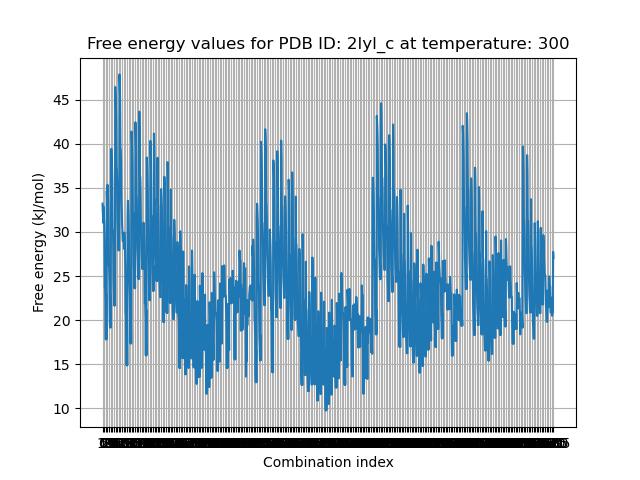 Free energy values for PDB ID: 2lyl_c at temperature: 300
45
40
35
30
25
20
15
10
Free energy (kJ/mol)
Combination index